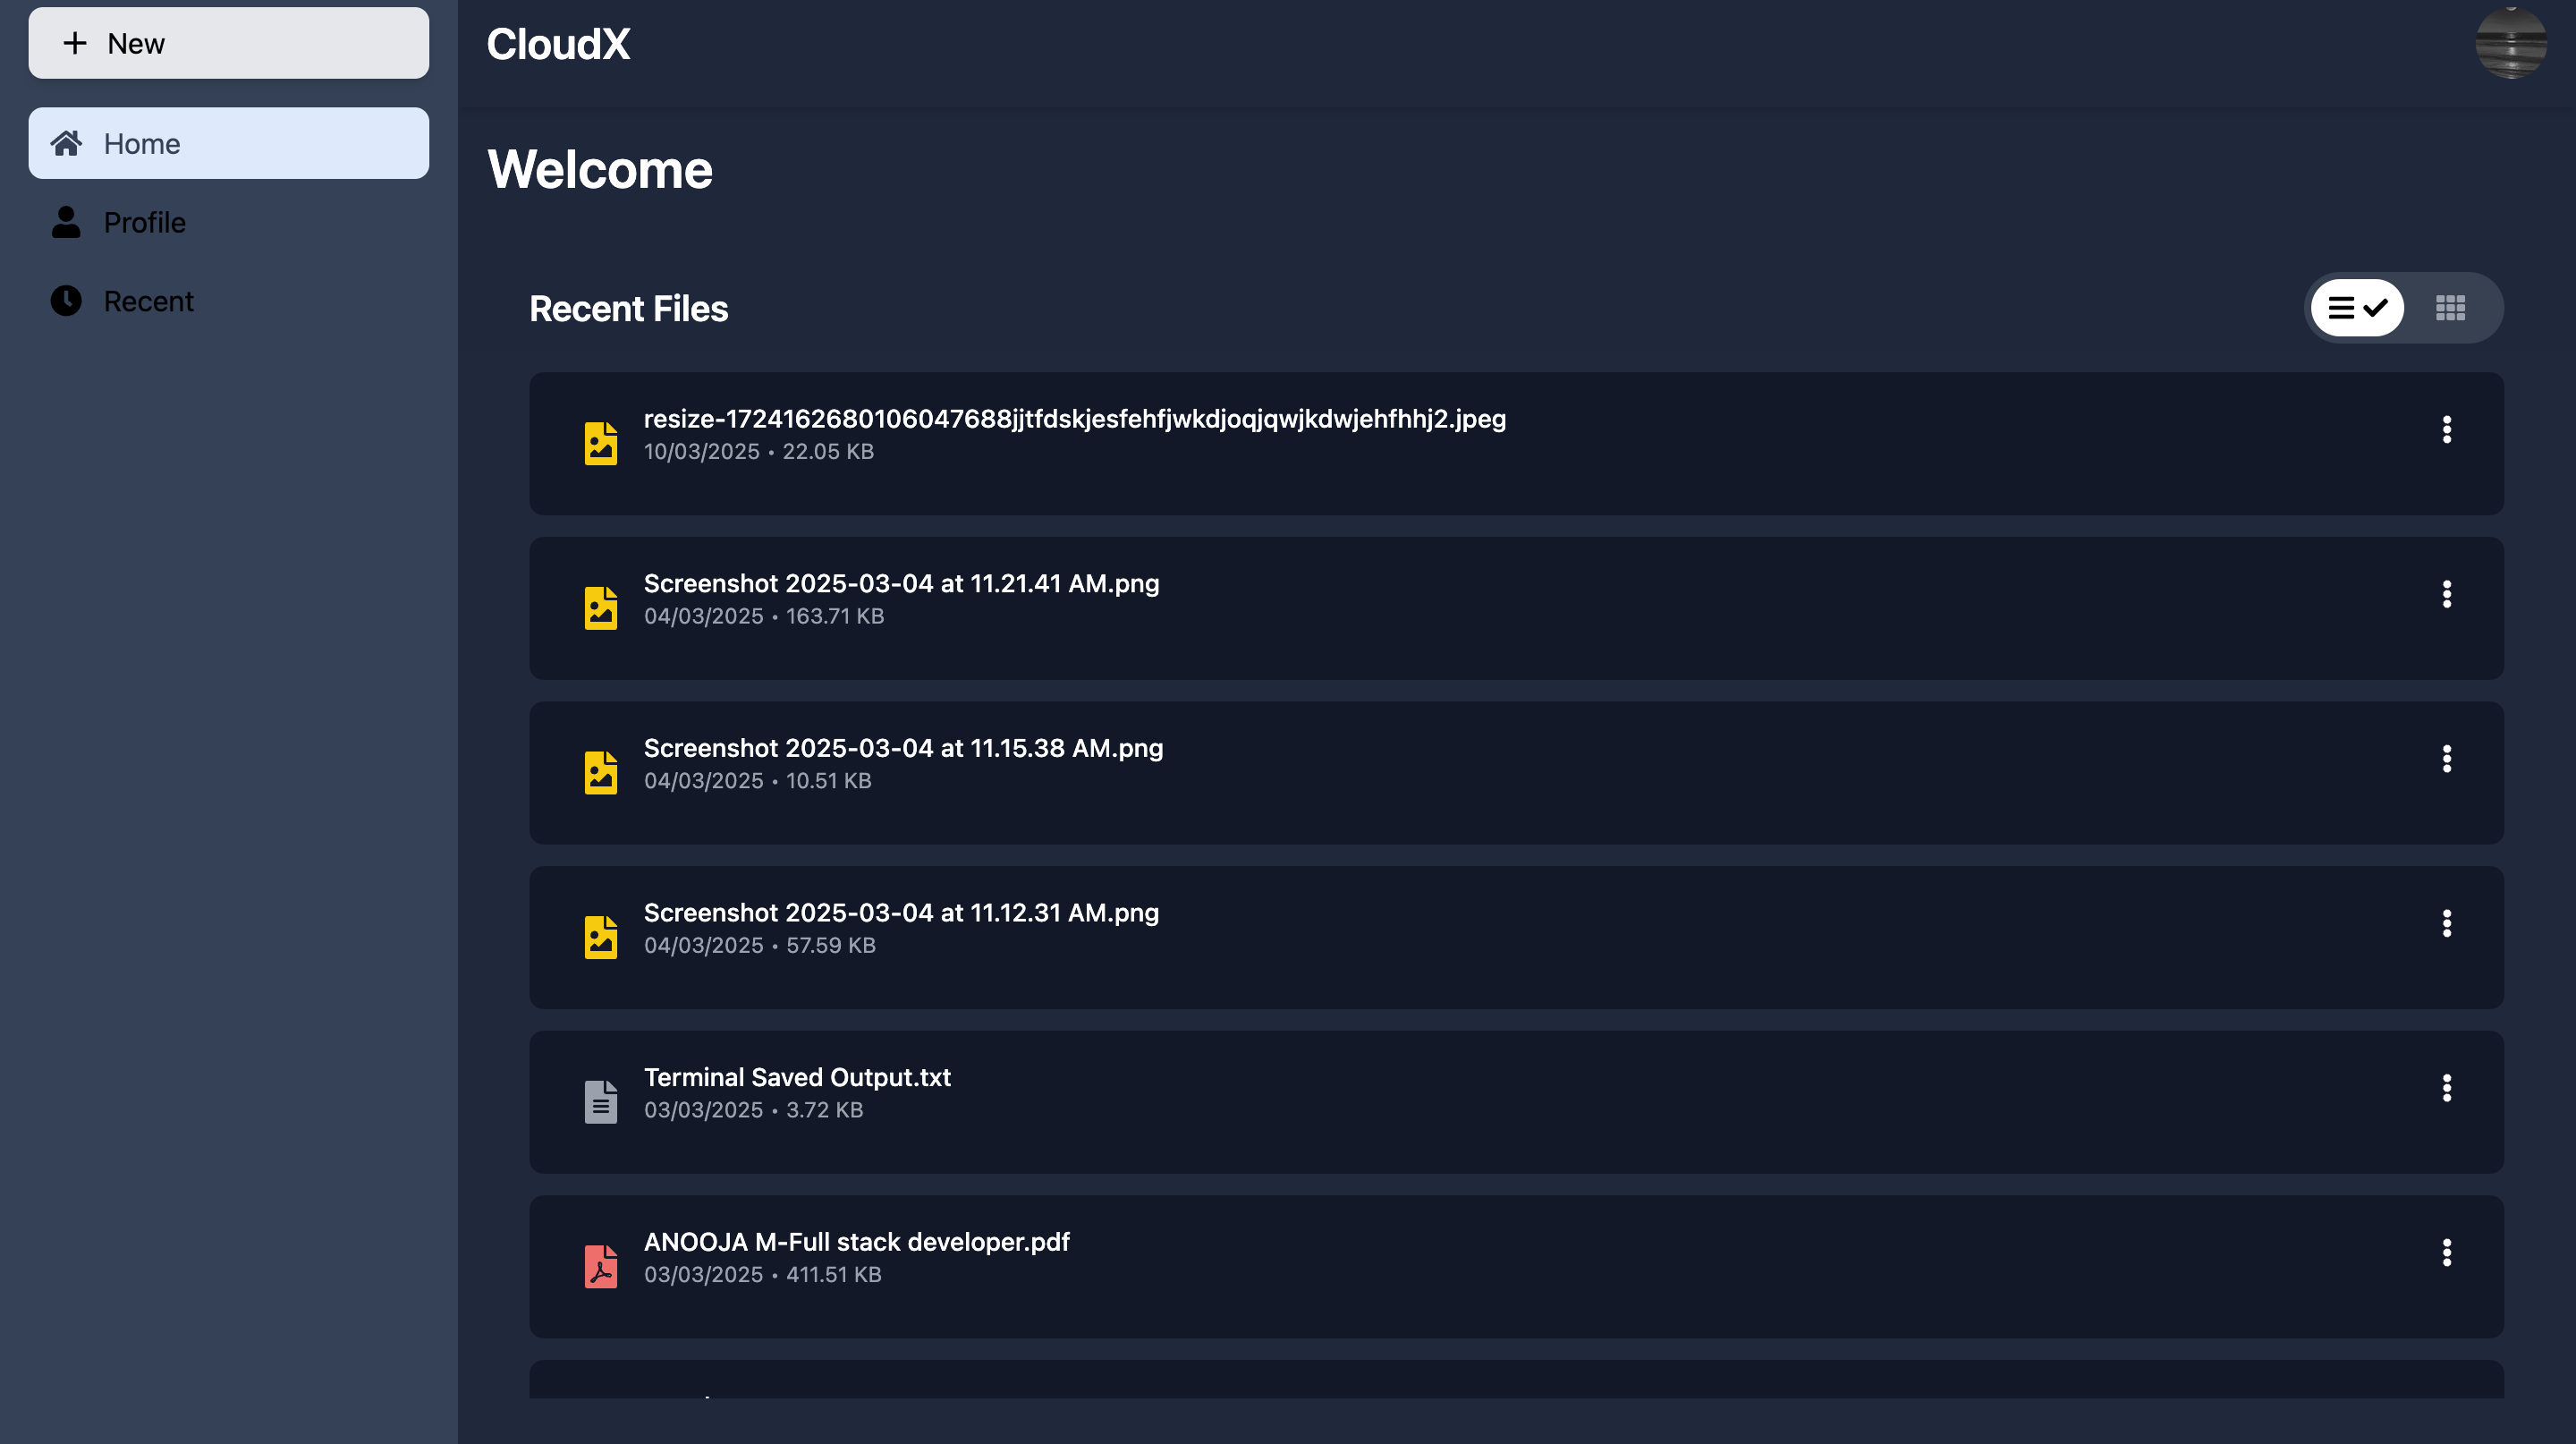 New
Home
Profile
Recent
CloudX
Welcome
Recent Files
resize-1724162680106047688jjtfdskjesfehfjwkdjoqjqwjkdwjehfhhj2.jpeg
10/03/2025 • 22.05 KB
Screenshot 2025-03-04 at 11.21.41 AM.png
04/03/2025 • 163.71 KB
Screenshot 2025-03-04 at 11.15.38 AM.png
04/03/2025 • 10.51 KB
Screenshot 2025-03-04 at 11.12.31 AM.png
04/03/2025 • 57.59 KB
Terminal Saved Output.txt
03/03/2025 • 3.72 KB
ANOOJA M-Full stack developer.pdf
03/03/2025 • 411.51 KB